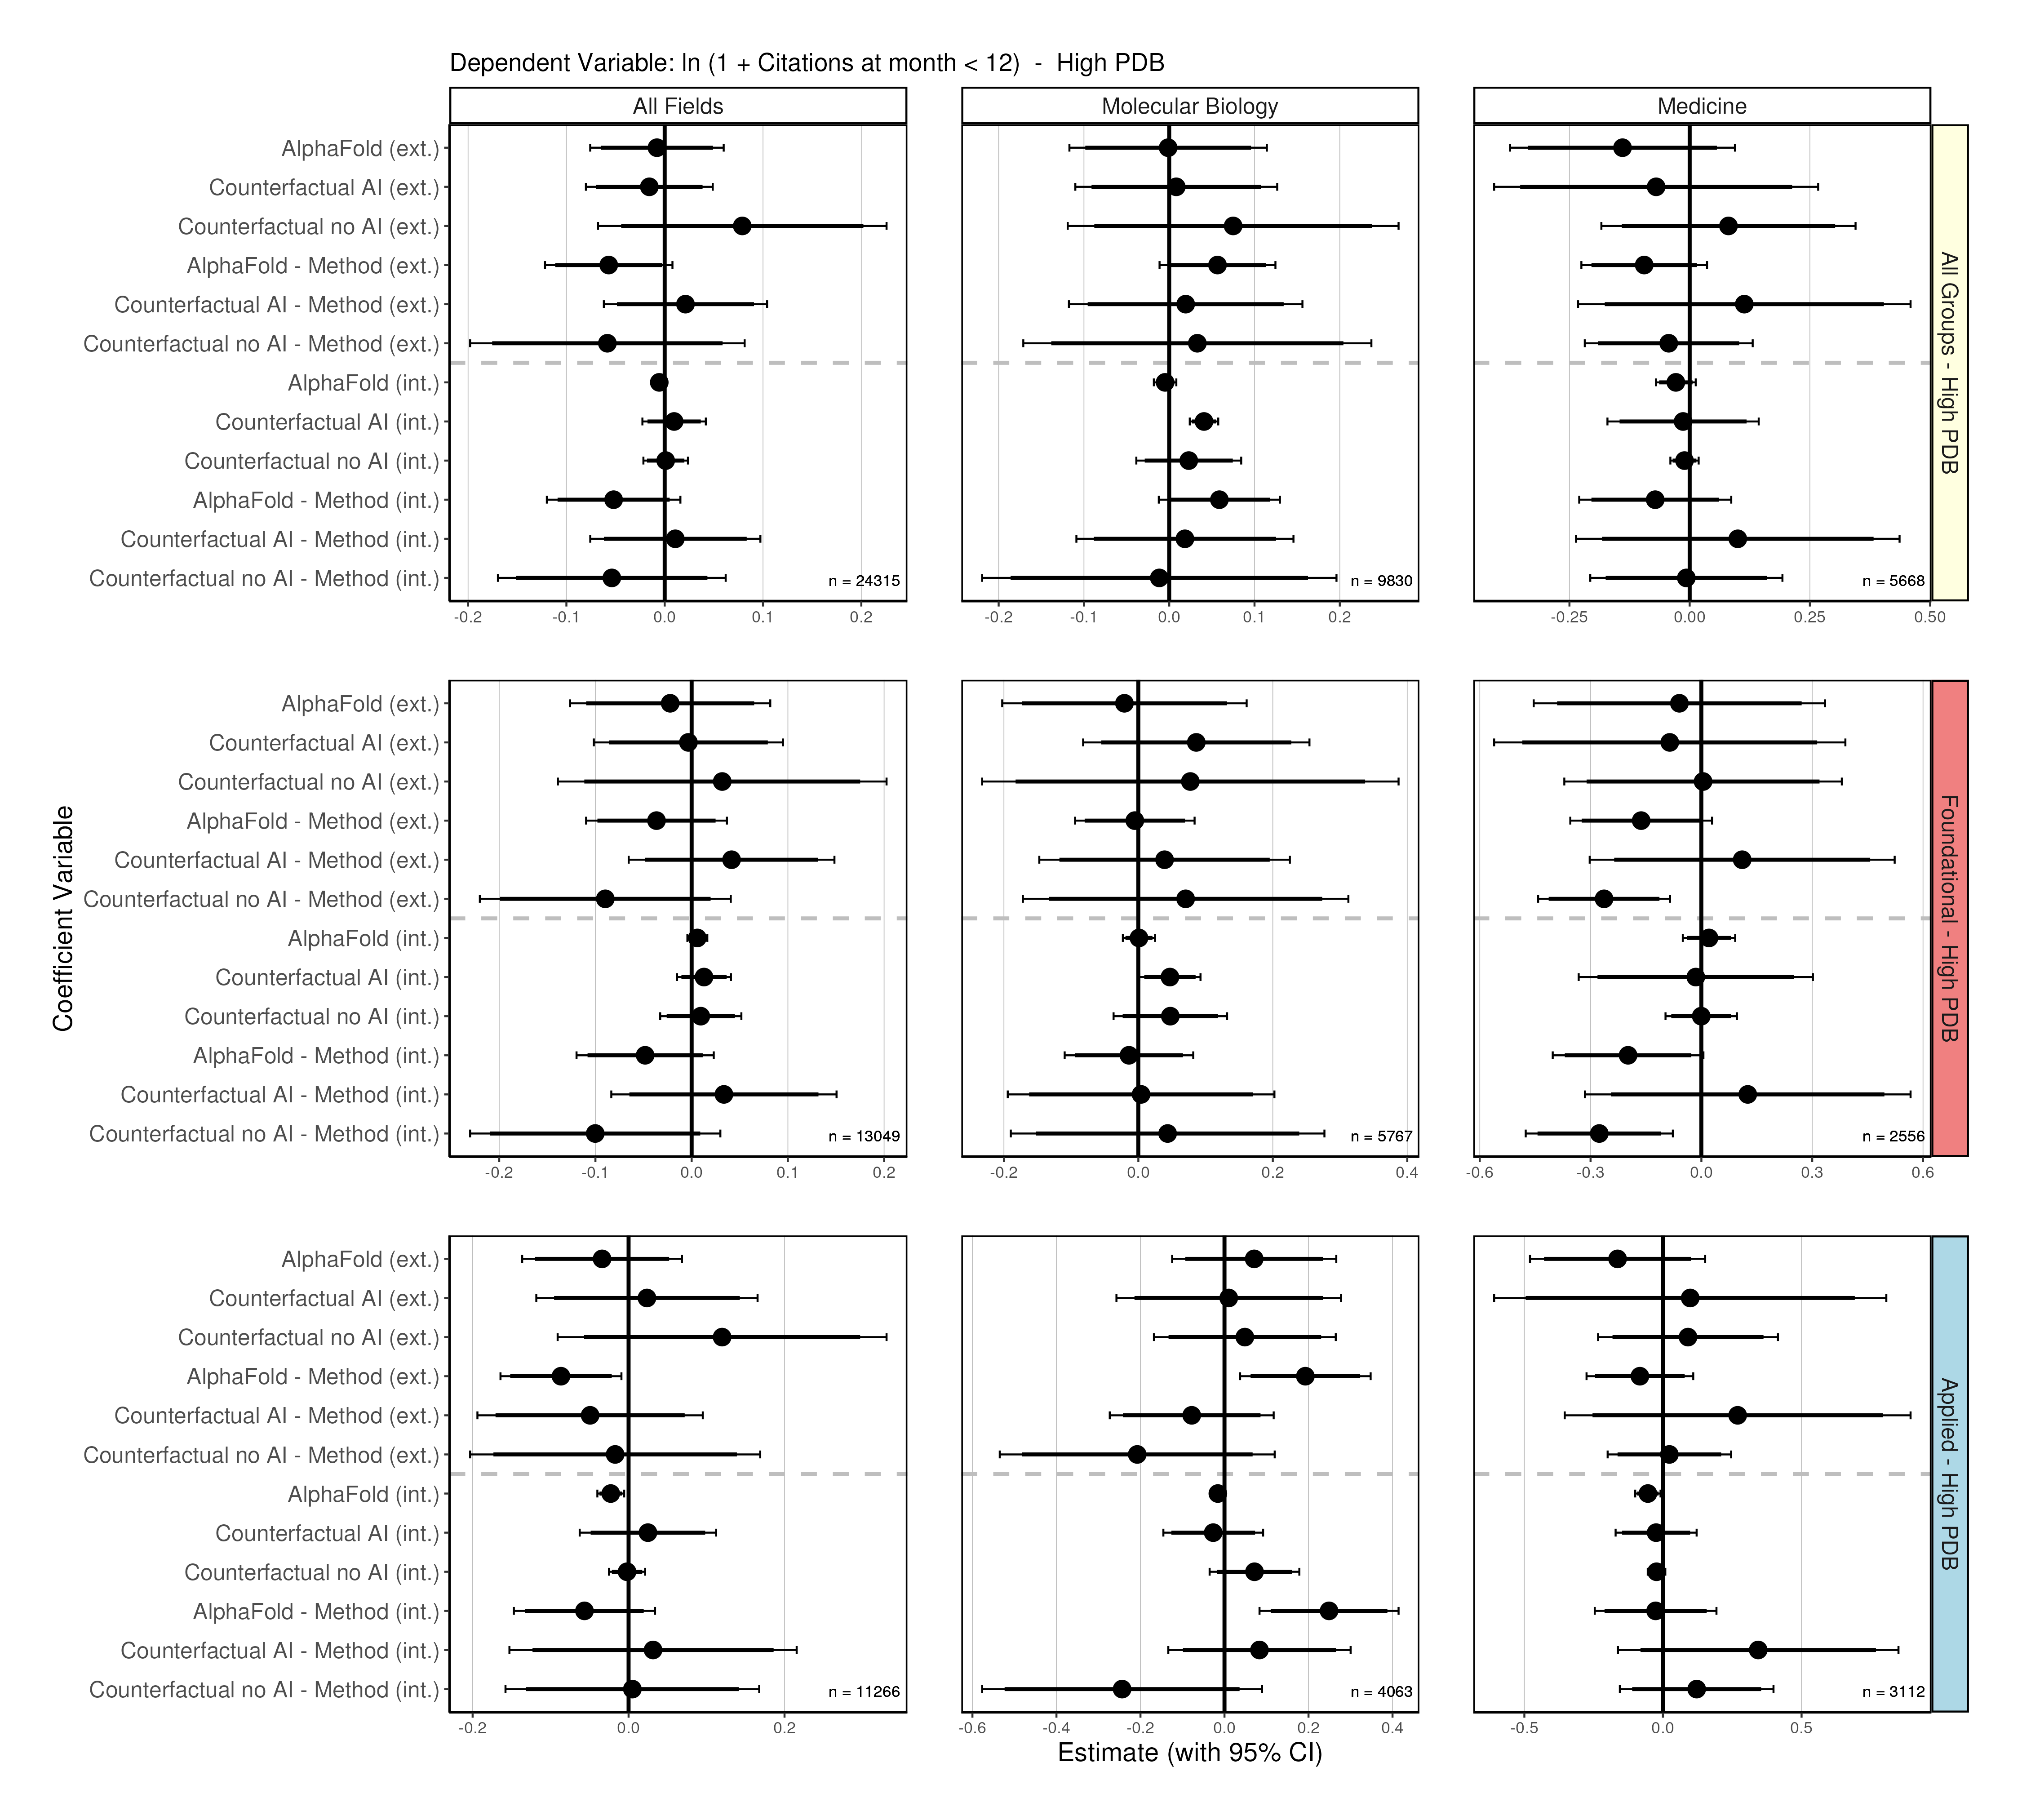 Dependent Variable: ln (1 + Citations at month < 12)  -  High PDB
All Fields
Molecular Biology
Medicine
AlphaFold (ext.)
Counterfactual AI (ext.)
Counterfactual no AI (ext.)
AlphaFold - Method (ext.)
Counterfactual AI - Method (ext.)
Counterfactual no AI - Method (ext.)
AlphaFold (int.)
Counterfactual AI (int.)
Counterfactual no AI (int.)
AlphaFold - Method (int.)
Counterfactual AI - Method (int.)
Counterfactual no AI - Method (int.)
n = 24315
n = 9830
n = 5668
All Groups - High PDB
-0.2 -0.1 0.0 0.1 0.2
-0.2 -0.1 0.0 0.1 0.2
-0.25 0.00 0.25 0.50
Coefficient Variable
AlphaFold (ext.)
Counterfactual AI (ext.)
Counterfactual no AI (ext.)
AlphaFold - Method (ext.)
Counterfactual AI - Method (ext.)
Counterfactual no AI - Method (ext.)
AlphaFold (int.)
Counterfactual AI (int.)
Counterfactual no AI (int.)
AlphaFold - Method (int.)
Counterfactual AI - Method (int.)
Counterfactual no AI - Method (int.)
n = 13049
n = 5767
n = 2556
Foundational - High PDB
-0.2 -0.1 0.0 0.1 0.2
-0.2 0.0 0.2 0.4
-0.6 -0.3 0.0 0.3 0.6
AlphaFold (ext.)
Counterfactual AI (ext.)
Counterfactual no AI (ext.)
AlphaFold - Method (ext.)
Counterfactual AI - Method (ext.)
Counterfactual no AI - Method (ext.)
AlphaFold (int.)
Counterfactual AI (int.)
Counterfactual no AI (int.)
AlphaFold - Method (int.)
Counterfactual AI - Method (int.)
Counterfactual no AI - Method (int.)
n = 11266
n = 4063
n = 3112
Applied - High PDB
-0.2 0.0 0.2
-0.6 -0.4 -0.2 0.0 0.2 0.4
-0.5 0.0 0.5
Estimate (with 95% CI)